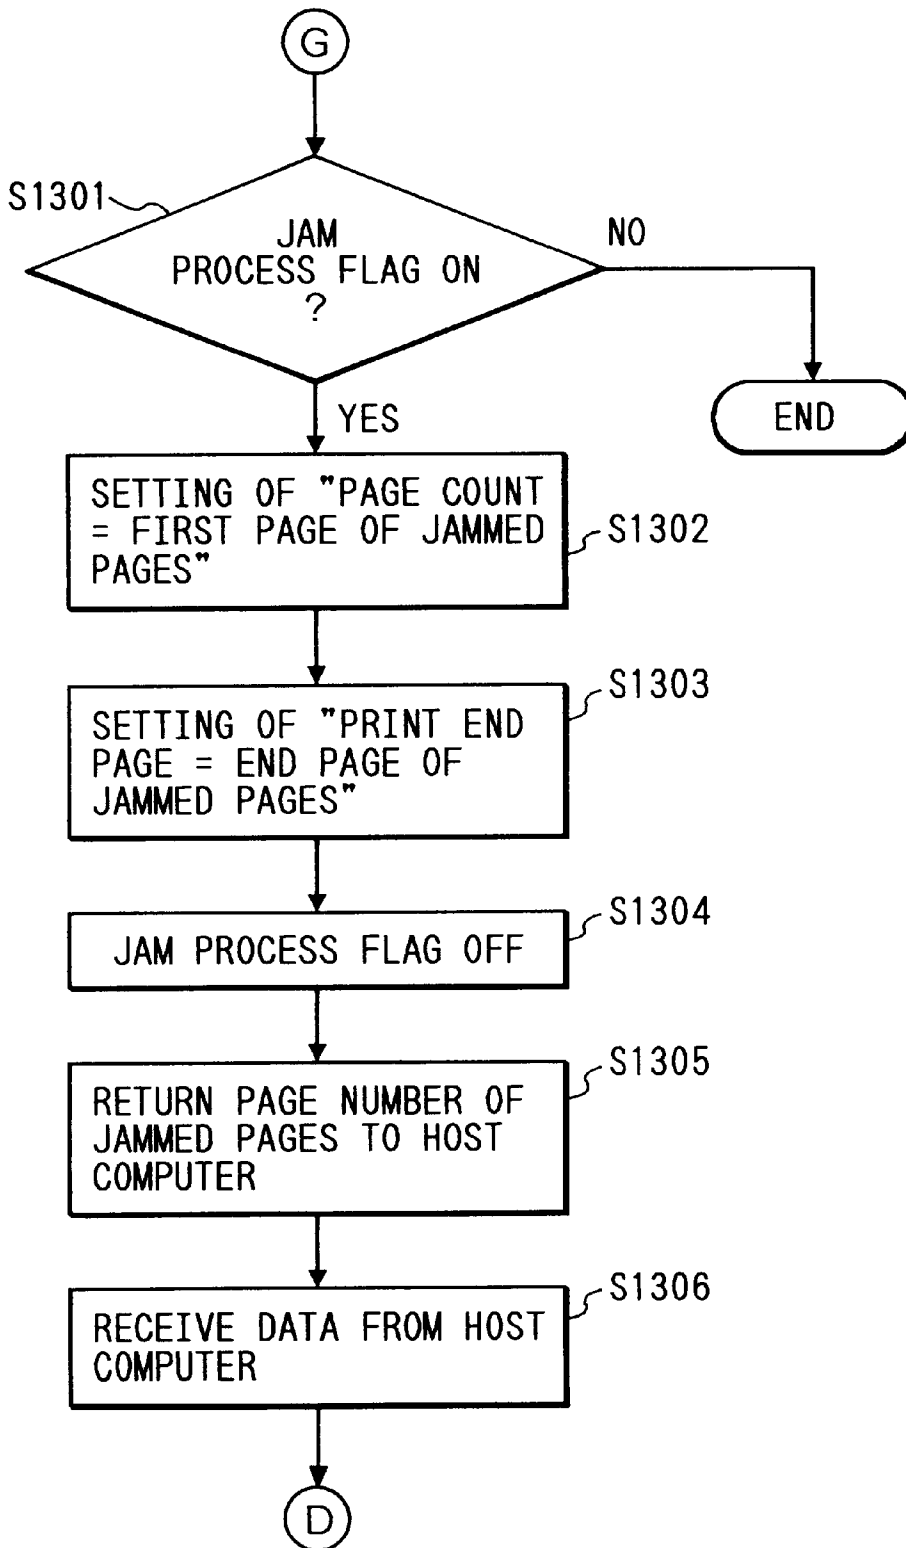 G
S1301
JAM
PROCESS FLAG ON
?
NO
END
YES
SETTING OF "PAGE COUNT
= FIRST PAGE OF JAMMED
PAGES"
S1302
S1303
SETTING OF "PRINT END
PAGE = END PAGE OF
JAMMED PAGES"
S1304
JAM PROCESS FLAG OFF
S1305
RETURN PAGE NUMBER OF
JAMMED PAGES TO HOST
COMPUTER
S1306
RECEIVE DATA FROM HOST
COMPUTER
D